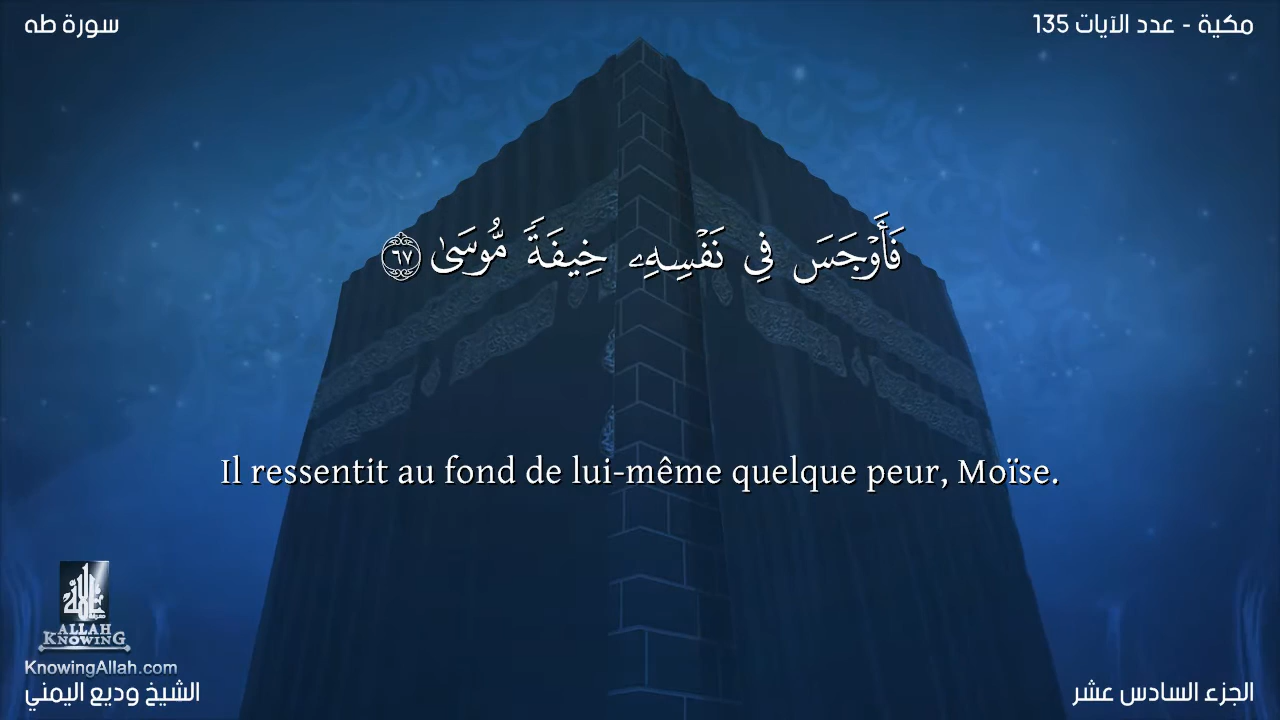 سورة طه
مكية - عدد الآيات 135
فَأَوۡجَسَ فِي نَفۡسِهِۦ خِيفَةٗ مُّوسَىٰ ٦٧
Il ressentit au fond de lui-même quelque peur, Moïse.
ALLAH
KNOWING
KnowingAllah.com
الشيخ وديع اليمني
الجزء السادس عشر